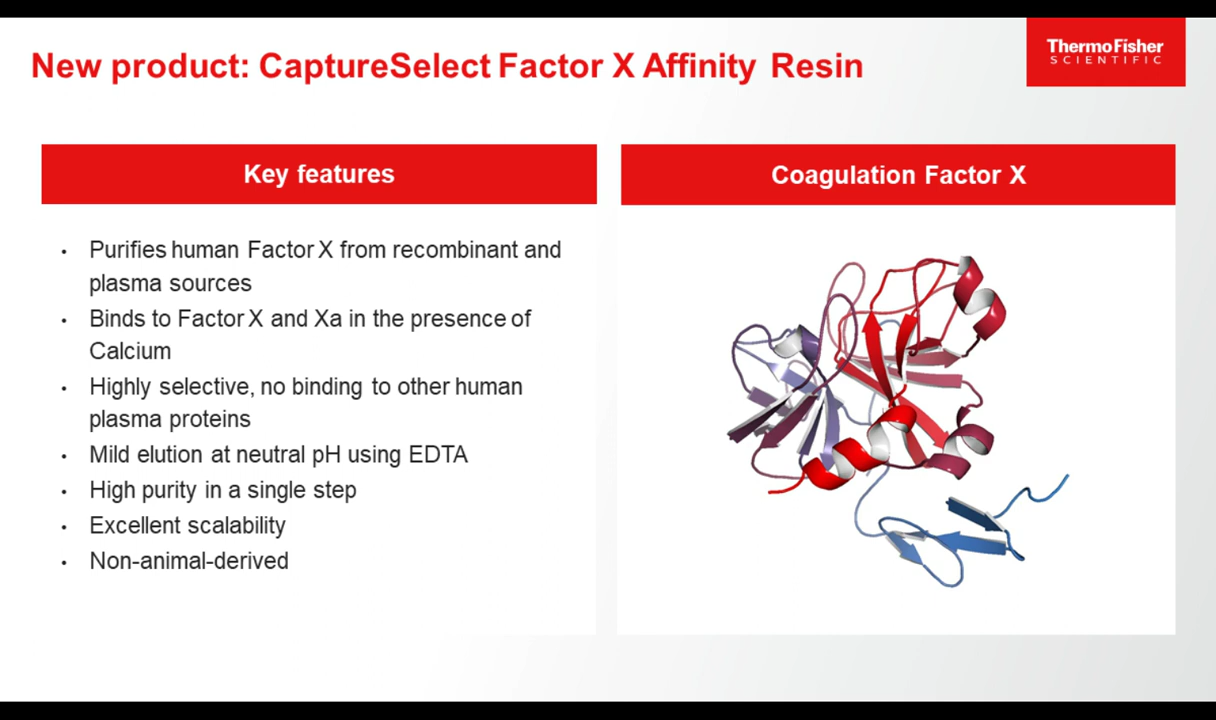 New product: CaptureSelect Factor X Affinity Resin
ThermoFisher
SCIENTIFIC
Key features
• Purifies human Factor X from recombinant and
plasma sources
• Binds to Factor X and Xa in the presence of
Calcium
• Highly selective, no binding to other human
plasma proteins
• Mild elution at neutral pH using EDTA
• High purity in a single step
• Excellent scalability
• Non-animal-derived
Coagulation Factor X